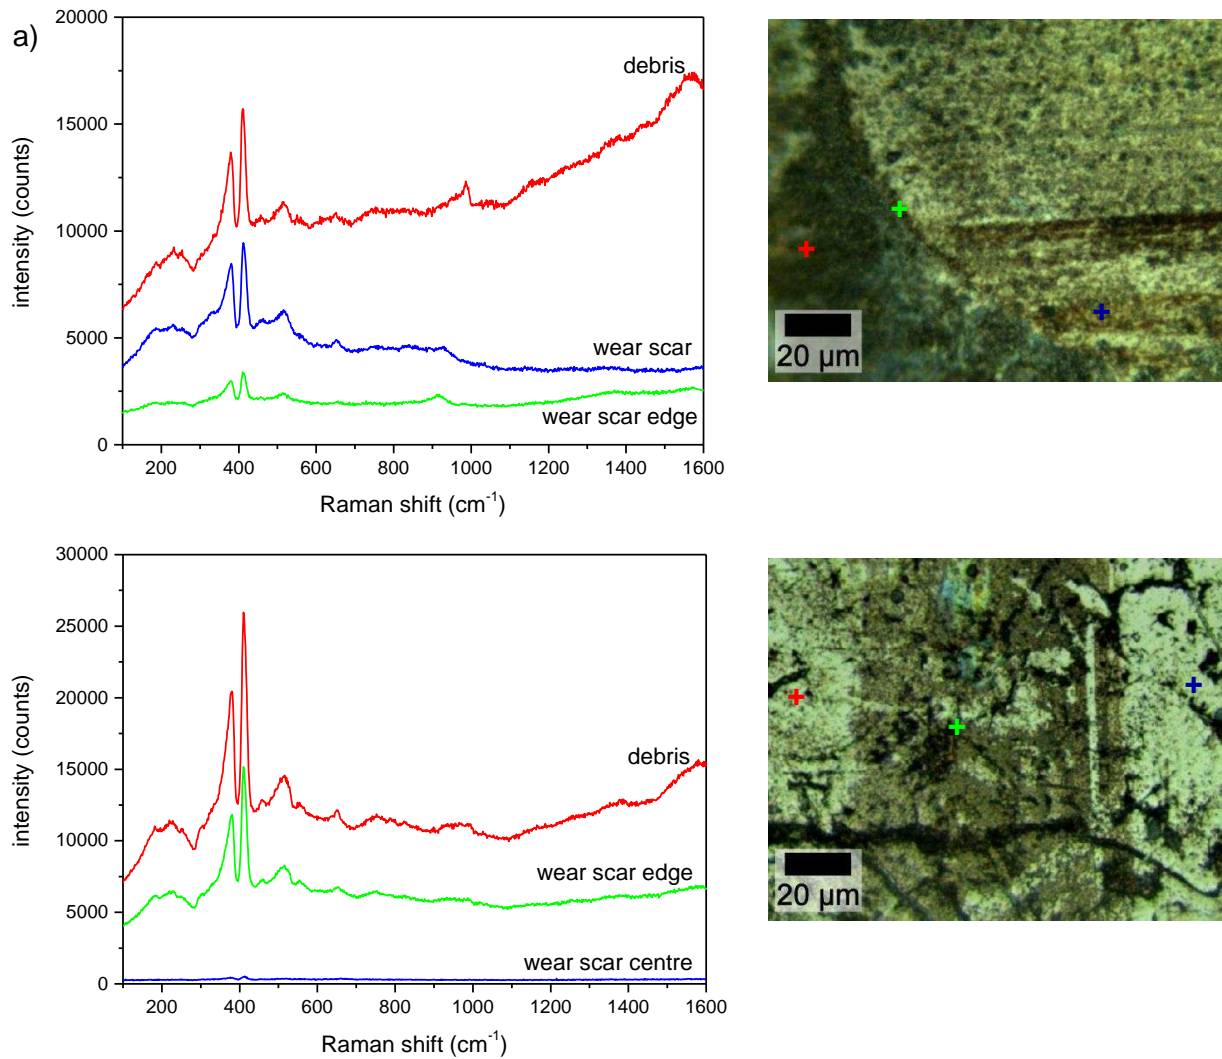 a)
20000
15000
10000
5000
0
intensity (counts)
debris
wear scar
wear scar edge
200 400 600 800 1000 1200 1400 1600
Raman shift (cm-1)
20 µm
30000
25000
20000
15000
10000
5000
0
intensity (counts)
debris
wear scar edge
wear scar centre
200 400 600 800 1000 1200 1400 1600
Raman shift (cm-1)
20 µm